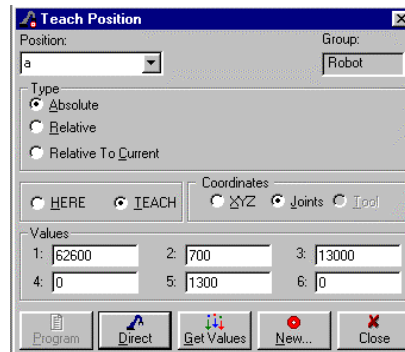 Teach Position
Position: Group:
a Robot
Type
Absolute
Relative
Relative To Current
HERE TEACH
Coordinates
XYZ Joints Tool
Values
1: 62600 2: 700 3: 13000
4: 0 5: 1300 6: 0
Program Direct Get Values New... Close